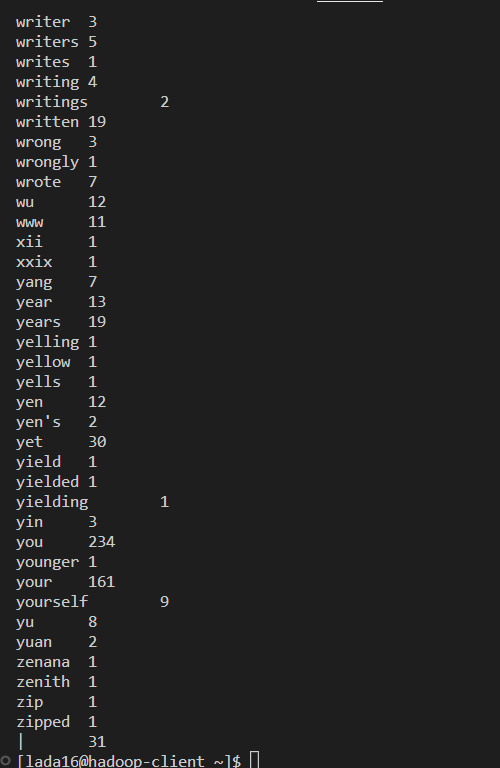 writer 3
writers 5
writes 1
writing 4
writings 2
written 19
wrong 3
wrongly 1
wrote 7
wu 12
www 11
xii 1
xxix 1
yang 7
year 13
years 19
yelling 1
yellow 1
yells 1
yen 12
yen's 2
yet 30
yield 1
yielded 1
yielding 1
yin 3
you 234
younger 1
your 161
yourself 9
yu 8
yuan 2
zenana 1
zenith 1
zip 1
zipped 1
| 31
[lada16@hadoop-client ~]$